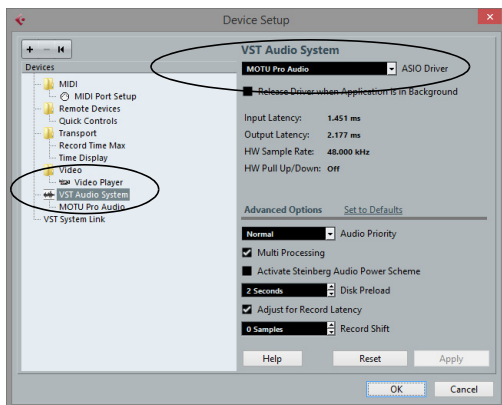 Device Setup
+ -
Devices
MIDI
MIDI Port Setup
Remote Devices
Quick Controls
Transport
Record Time Max
Time Display
Video
Video Player
VST Audio System
MOTU Pro Audio
VST System Link
VST Audio System
MOTU Pro Audio ASIO Driver
Release Driver when Application is in Background
Input Latency: 1.451 ms
Output Latency: 2.177 ms
HW Sample Rate: 48.000 kHz
HW Pull Up/Down: Off
Advanced Options Set to Defaults
Normal Audio Priority
Multi Processing
Activate Steinberg Audio Power Scheme
2 Seconds Disk Preload
Adjust for Record Latency
0 Samples Record Shift
Help Reset Apply
OK Cancel